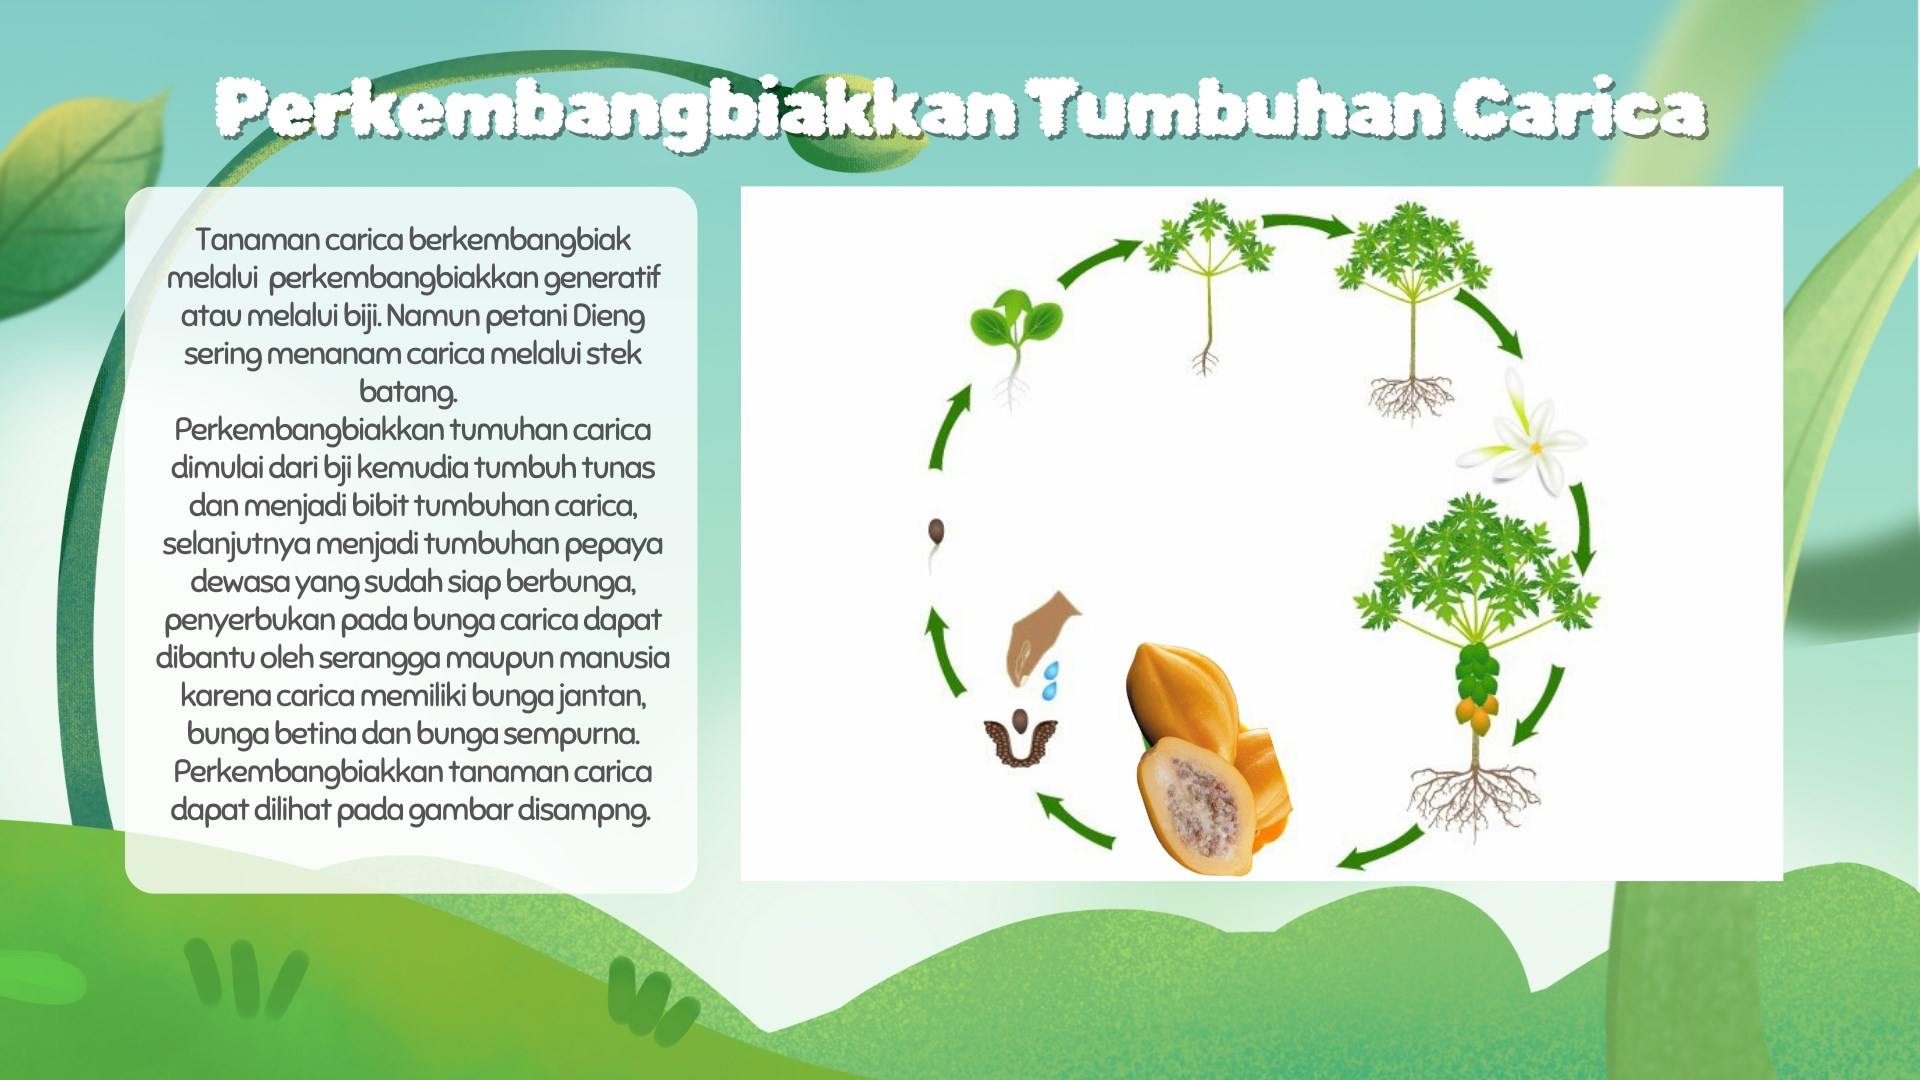 Perkembangbiakkan Tumbuhan Carica
Tanaman carica berkembangbiak
melalui perkembangbiakkan generatif
atau melalui biji. Namun petani Dieng
sering menanam carica melalui stek
batang.
Perkembangbiakkan tumuhan carica
dimulai dari bji kemudia tumbuh tunas
dan menjadi bibit tumbuhan carica,
selanjutnya menjadi tumbuhan pepaya
dewasa yang sudah siap berbunga,
penyerbukan pada bunga carica dapat
dibantu oleh serangga maupun manusia
karena carica memiliki bunga jantan,
bunga betina dan bunga sempurna.
Perkembangbiakkan tanaman carica
dapat dilihat pada gambar disampng.